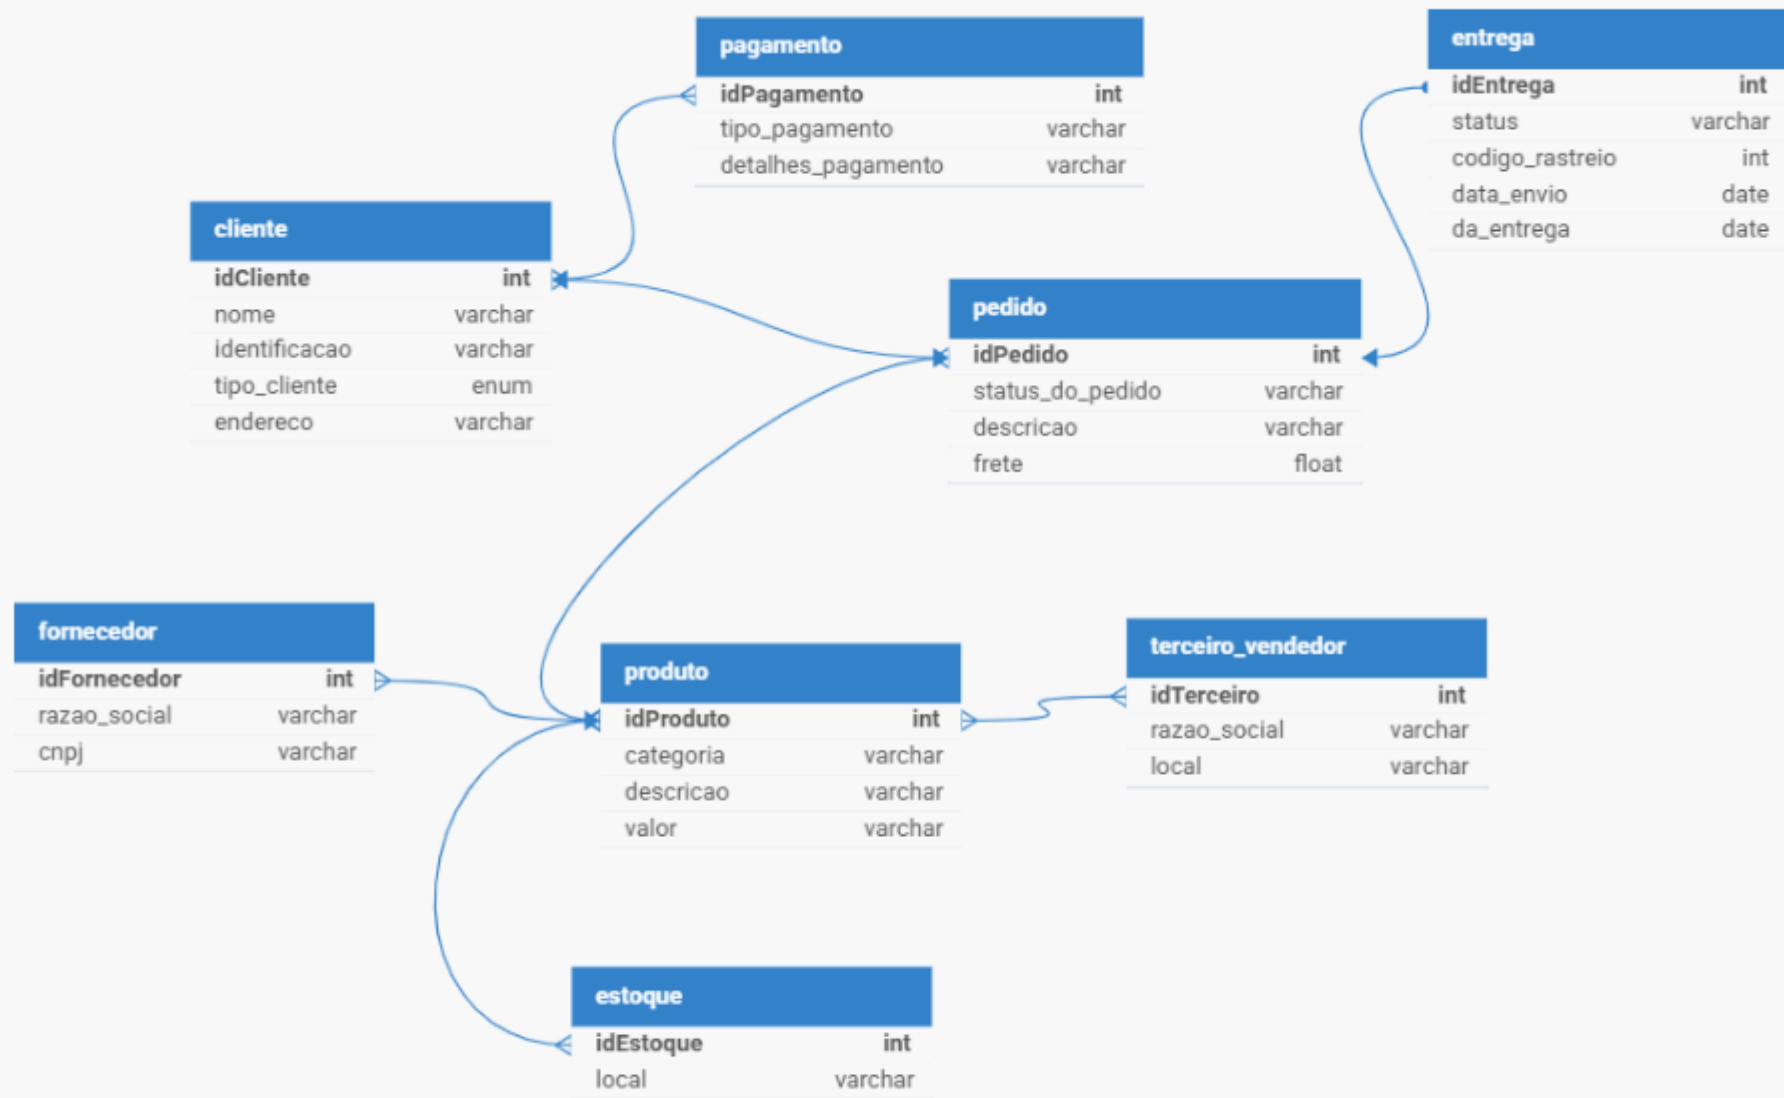 pagamento
idPagamento int
tipo_pagamento varchar
detalhes_pagamento varchar
entrega
idEntrega int
status varchar
codigo_rastreio int
data_envio date
da_entrega date
cliente
idCliente int
nome varchar
identificacao varchar
tipo_cliente enum
endereco varchar
pedido
idPedido int
status_do_pedido varchar
descricao varchar
frete float
fornecedor
idFornecedor int
razao_social varchar
cnpj varchar
produto
idProduto int
categoria varchar
descricao varchar
valor varchar
terceiro_vendedor
idTerceiro int
razao_social varchar
local varchar
estoque
idEstoque int
local varchar